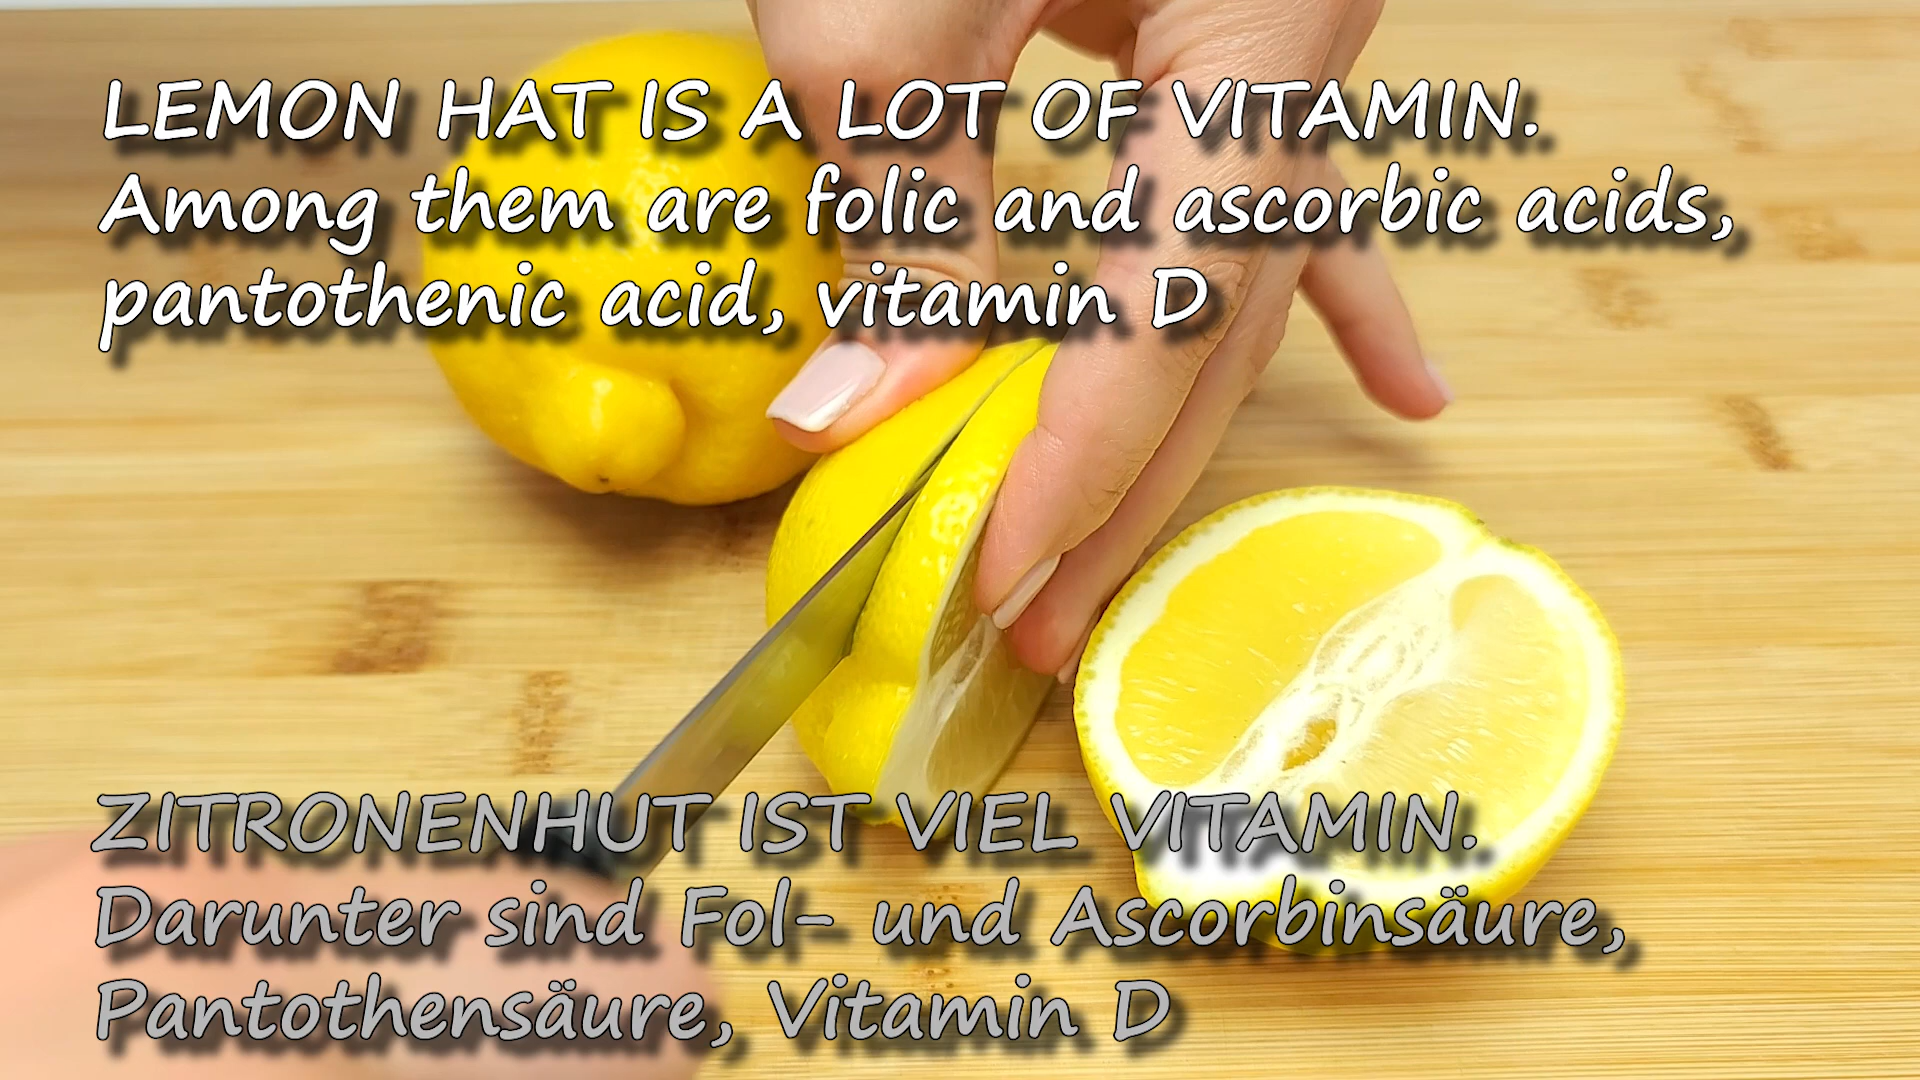 LEMON HAT IS A LOT OF VITAMIN.
Among them are folic and ascorbic acids,
pantothenic acid, vitamin D
ZITRONENHUT IST VIEL VITAMIN.
Darunter sind Fol- und Ascorbinsäure,
Pantothensäure, Vitamin D